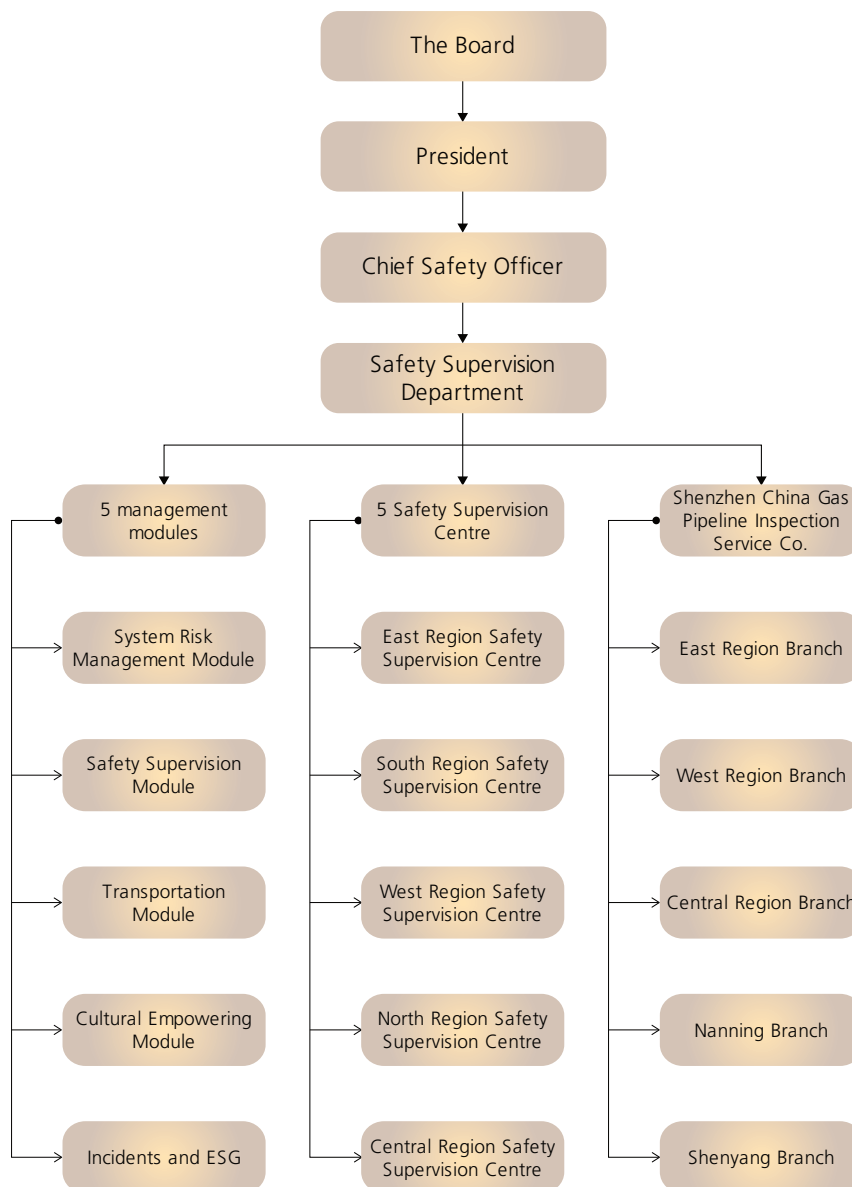 The Board
President
Chief Safety Officer
Safety Supervision
Department
5 management
modules
System Risk
Management Module
Safety Supervision
Module
Transportation
Module
Cultural Empowering
Module
Incidents and ESG
5 Safety Supervision
Centre
East Region Safety
Supervision Centre
South Region Safety
Supervision Centre
West Region Safety
Supervision Centre
North Region Safety
Supervision Centre
Central Region Safety
Supervision Centre
Shenzhen China Gas
Pipeline Inspection
Service Co.
East Region Branch
West Region Branch
Central Region Branch
Nanning Branch
Shenyang Branch